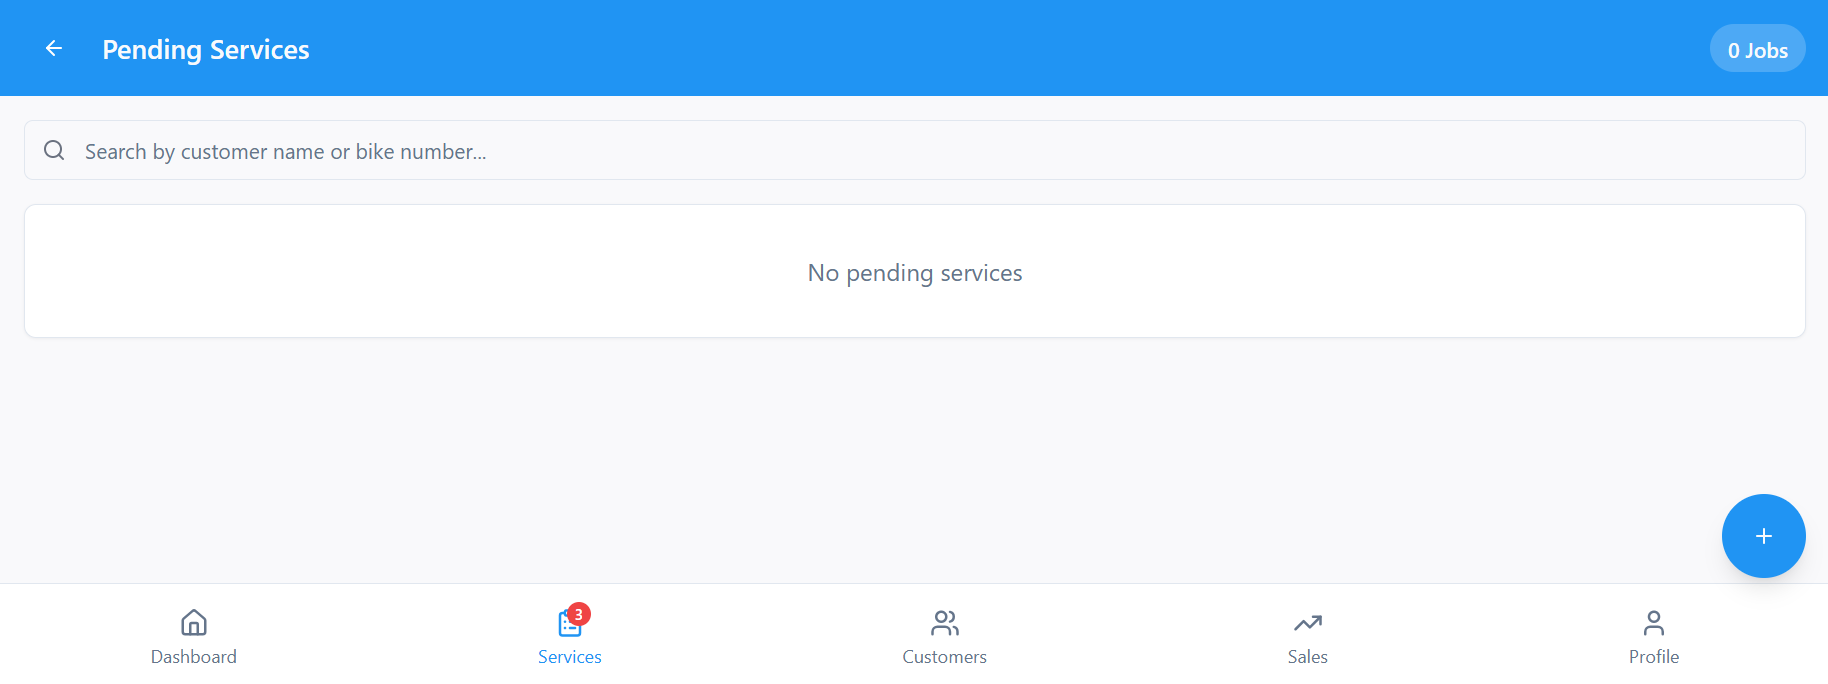 Pending Services
0 Jobs
Search by customer name or bike number...
No pending services
3
Dashboard
Services
Customers
Sales
Profile